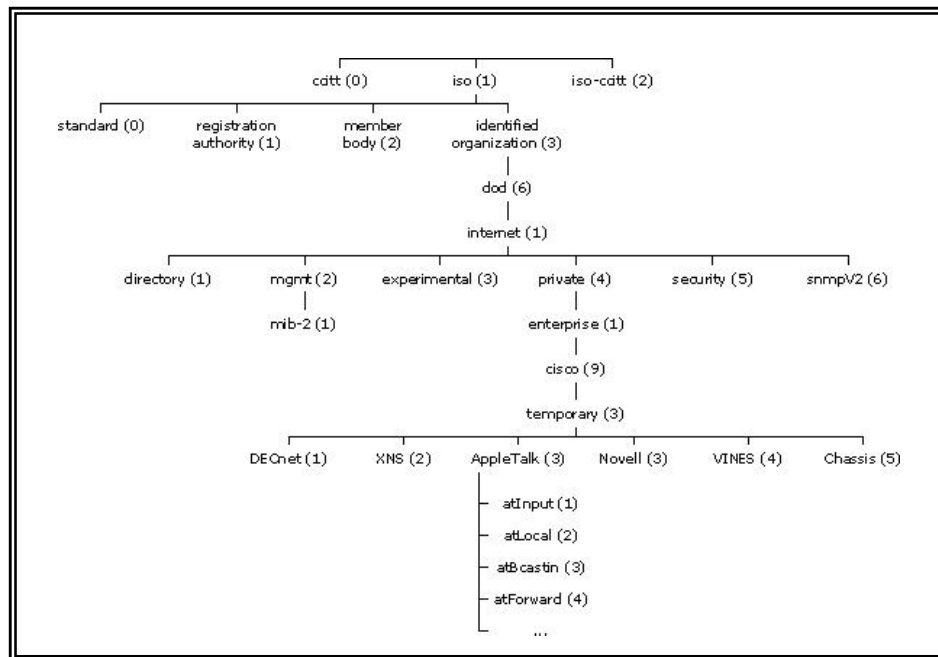 ccitt (0) iso (1) iso-ccitt (2)
standard (0) registration authority (1) member body (2) identified organization (3)
dod (6)
internet (1)
directory (1) mgmt (2) experimental (3) private (4) security (5) snmpV2 (6)
mib-2 (1) enterprise (1)
cisco (9)
temporary (3)
DECnet (1) XNS (2) AppleTalk (3) Novell (3) VINES (4) Chassis (5)
atInput (1)
atLocal (2)
atBcastin (3)
atForward (4)
...